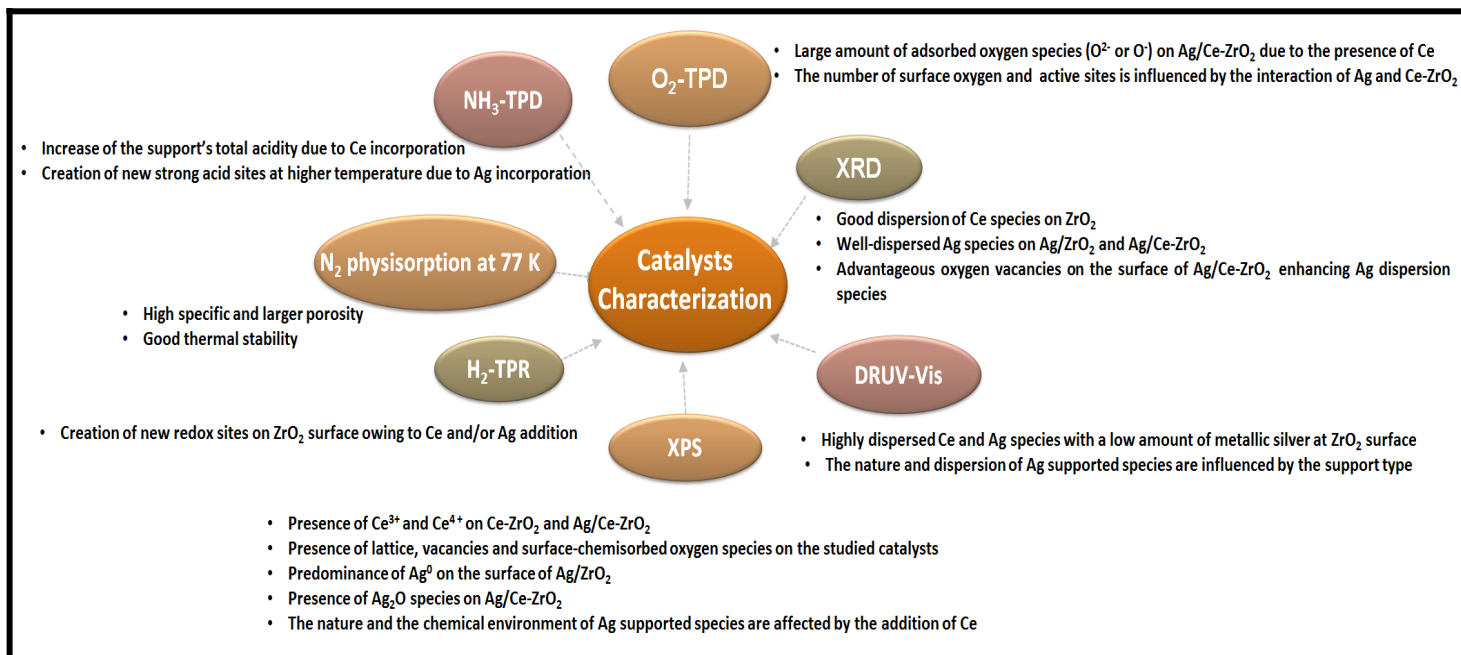 O₂-TPD
• Large amount of adsorbed oxygen species (O²⁻ or O⁻) on Ag/Ce-ZrO₂ due to the presence of Ce
• The number of surface oxygen and active sites is influenced by the interaction of Ag and Ce-ZrO₂
NH₃-TPD
• Increase of the support's total acidity due to Ce incorporation
• Creation of new strong acid sites at higher temperature due to Ag incorporation
XRD
• Good dispersion of Ce species on ZrO₂
• Well-dispersed Ag species on Ag/ZrO₂ and Ag/Ce-ZrO₂
• Advantageous oxygen vacancies on the surface of Ag/Ce-ZrO₂ enhancing Ag dispersion
species
N₂ physisorption at 77 K
• High specific and larger porosity
• Good thermal stability
Catalysts
Characterization
H₂-TPR
• Creation of new redox sites on ZrO₂ surface owing to Ce and/or Ag addition
DRUV-Vis
• Highly dispersed Ce and Ag species with a low amount of metallic silver at ZrO₂ surface
• The nature and dispersion of Ag supported species are influenced by the support type
XPS
• Presence of Ce³⁺ and Ce⁴⁺ on Ce-ZrO₂ and Ag/Ce-ZrO₂
• Presence of lattice, vacancies and surface-chemisorbed oxygen species on the studied catalysts
• Predominance of Ag⁰ on the surface of Ag/ZrO₂
• Presence of Ag₂O species on Ag/Ce-ZrO₂
• The nature and the chemical environment of Ag supported species are affected by the addition of Ce